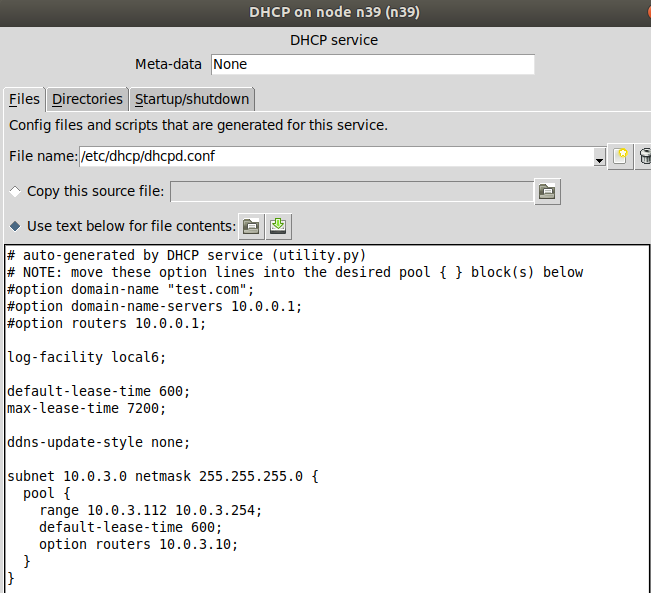 DHCP on node n39 (n39)
DHCP service
Meta-data None
Files Directories Startup/shutdown
Config files and scripts that are generated for this service.
File name: /etc/dhcp/dhcpd.conf
Copy this source file:
Use text below for file contents:
# auto-generated by DHCP service (utility.py)
# NOTE: move these option lines into the desired pool { } block(s) below
#option domain-name "test.com";
#option domain-name-servers 10.0.0.1;
#option routers 10.0.0.1;

log-facility local6;

default-lease-time 600;
max-lease-time 7200;

ddns-update-style none;

subnet 10.0.3.0 netmask 255.255.255.0 {
  pool {
    range 10.0.3.112 10.0.3.254;
    default-lease-time 600;
    option routers 10.0.3.10;
  }
}